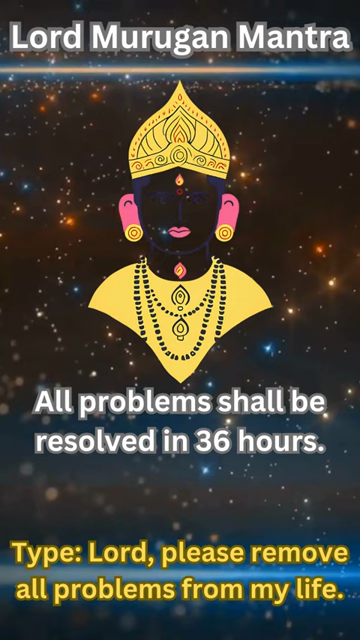 Lord Murugan Mantra
All problems shall be
resolved in 36 hours.
Type: Lord, please remove
all problems from my life.